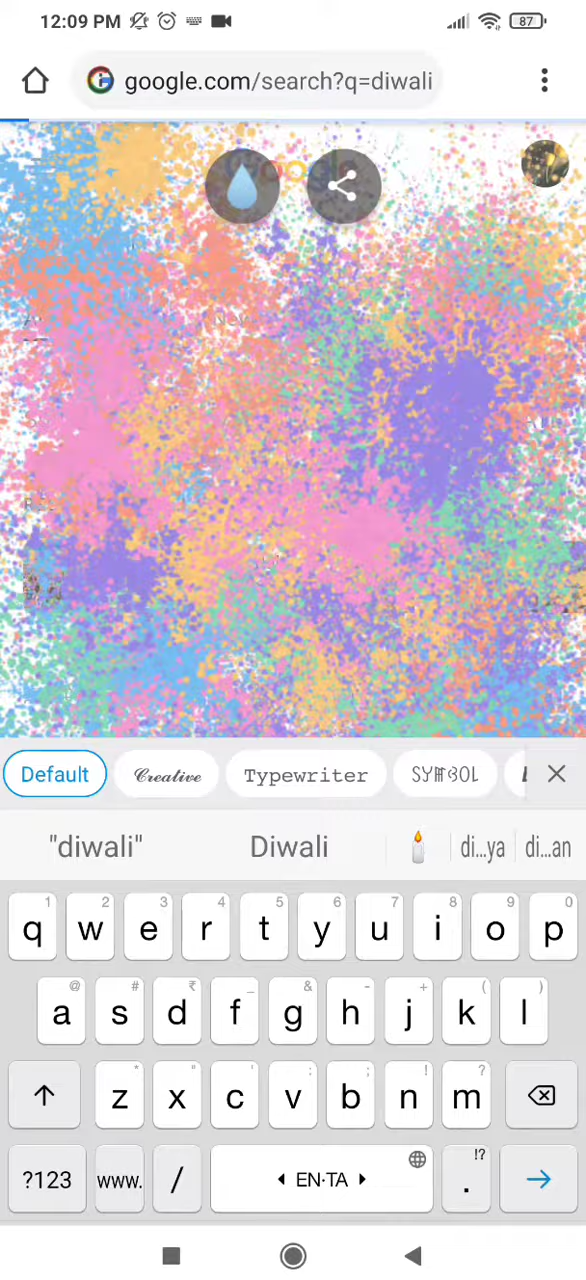 12:09 PM 87
google.com/search?q=diwali
Default Creative Typewriter SYMBOL
"diwali" Diwali di...ya di...an
1 2 3 4 5 6 7 8 9 0
q w e r t y u i o p
@ # ₹ _ & - + ( )
a s d f g h j k l
* " ' : ; ! ?
z x c v b n m
!?
?123 www. / EN·TA .